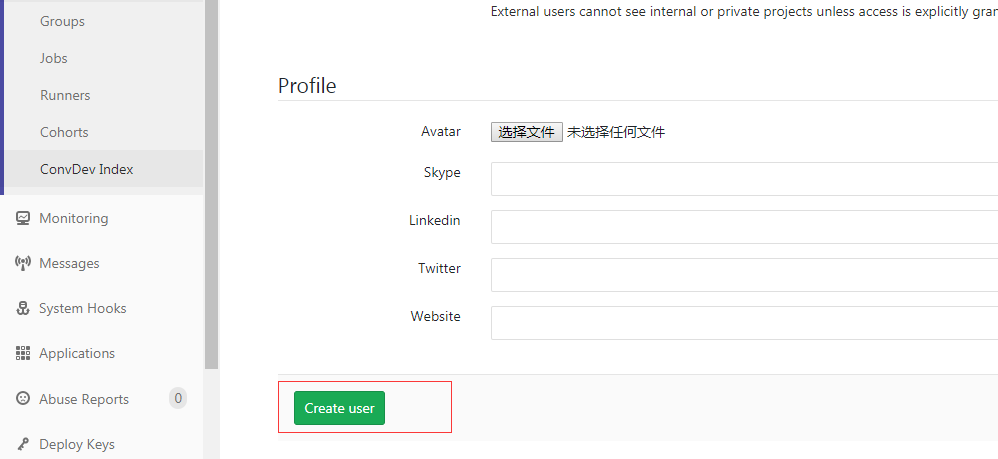 Groups
Jobs
Runners
Cohorts
ConvDev Index
Monitoring
Messages
System Hooks
Applications
Abuse Reports 0
Deploy Keys
External users cannot see internal or private projects unless access is explicitly gran
Profile
Avatar 选择文件 未选择任何文件
Skype
Linkedin
Twitter
Website
Create user